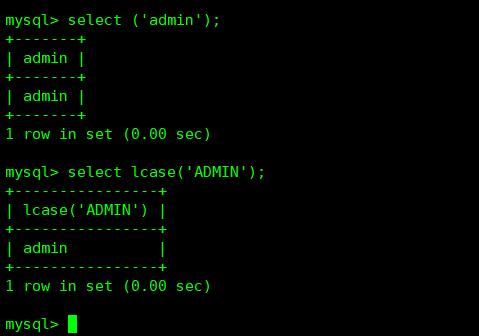 mysql> select ('admin');
+-------+
| admin |
+-------+
| admin |
+-------+
1 row in set (0.00 sec)

mysql> select lcase('ADMIN');
+----------------+
| lcase('ADMIN') |
+----------------+
| admin          |
+----------------+
1 row in set (0.00 sec)

mysql>